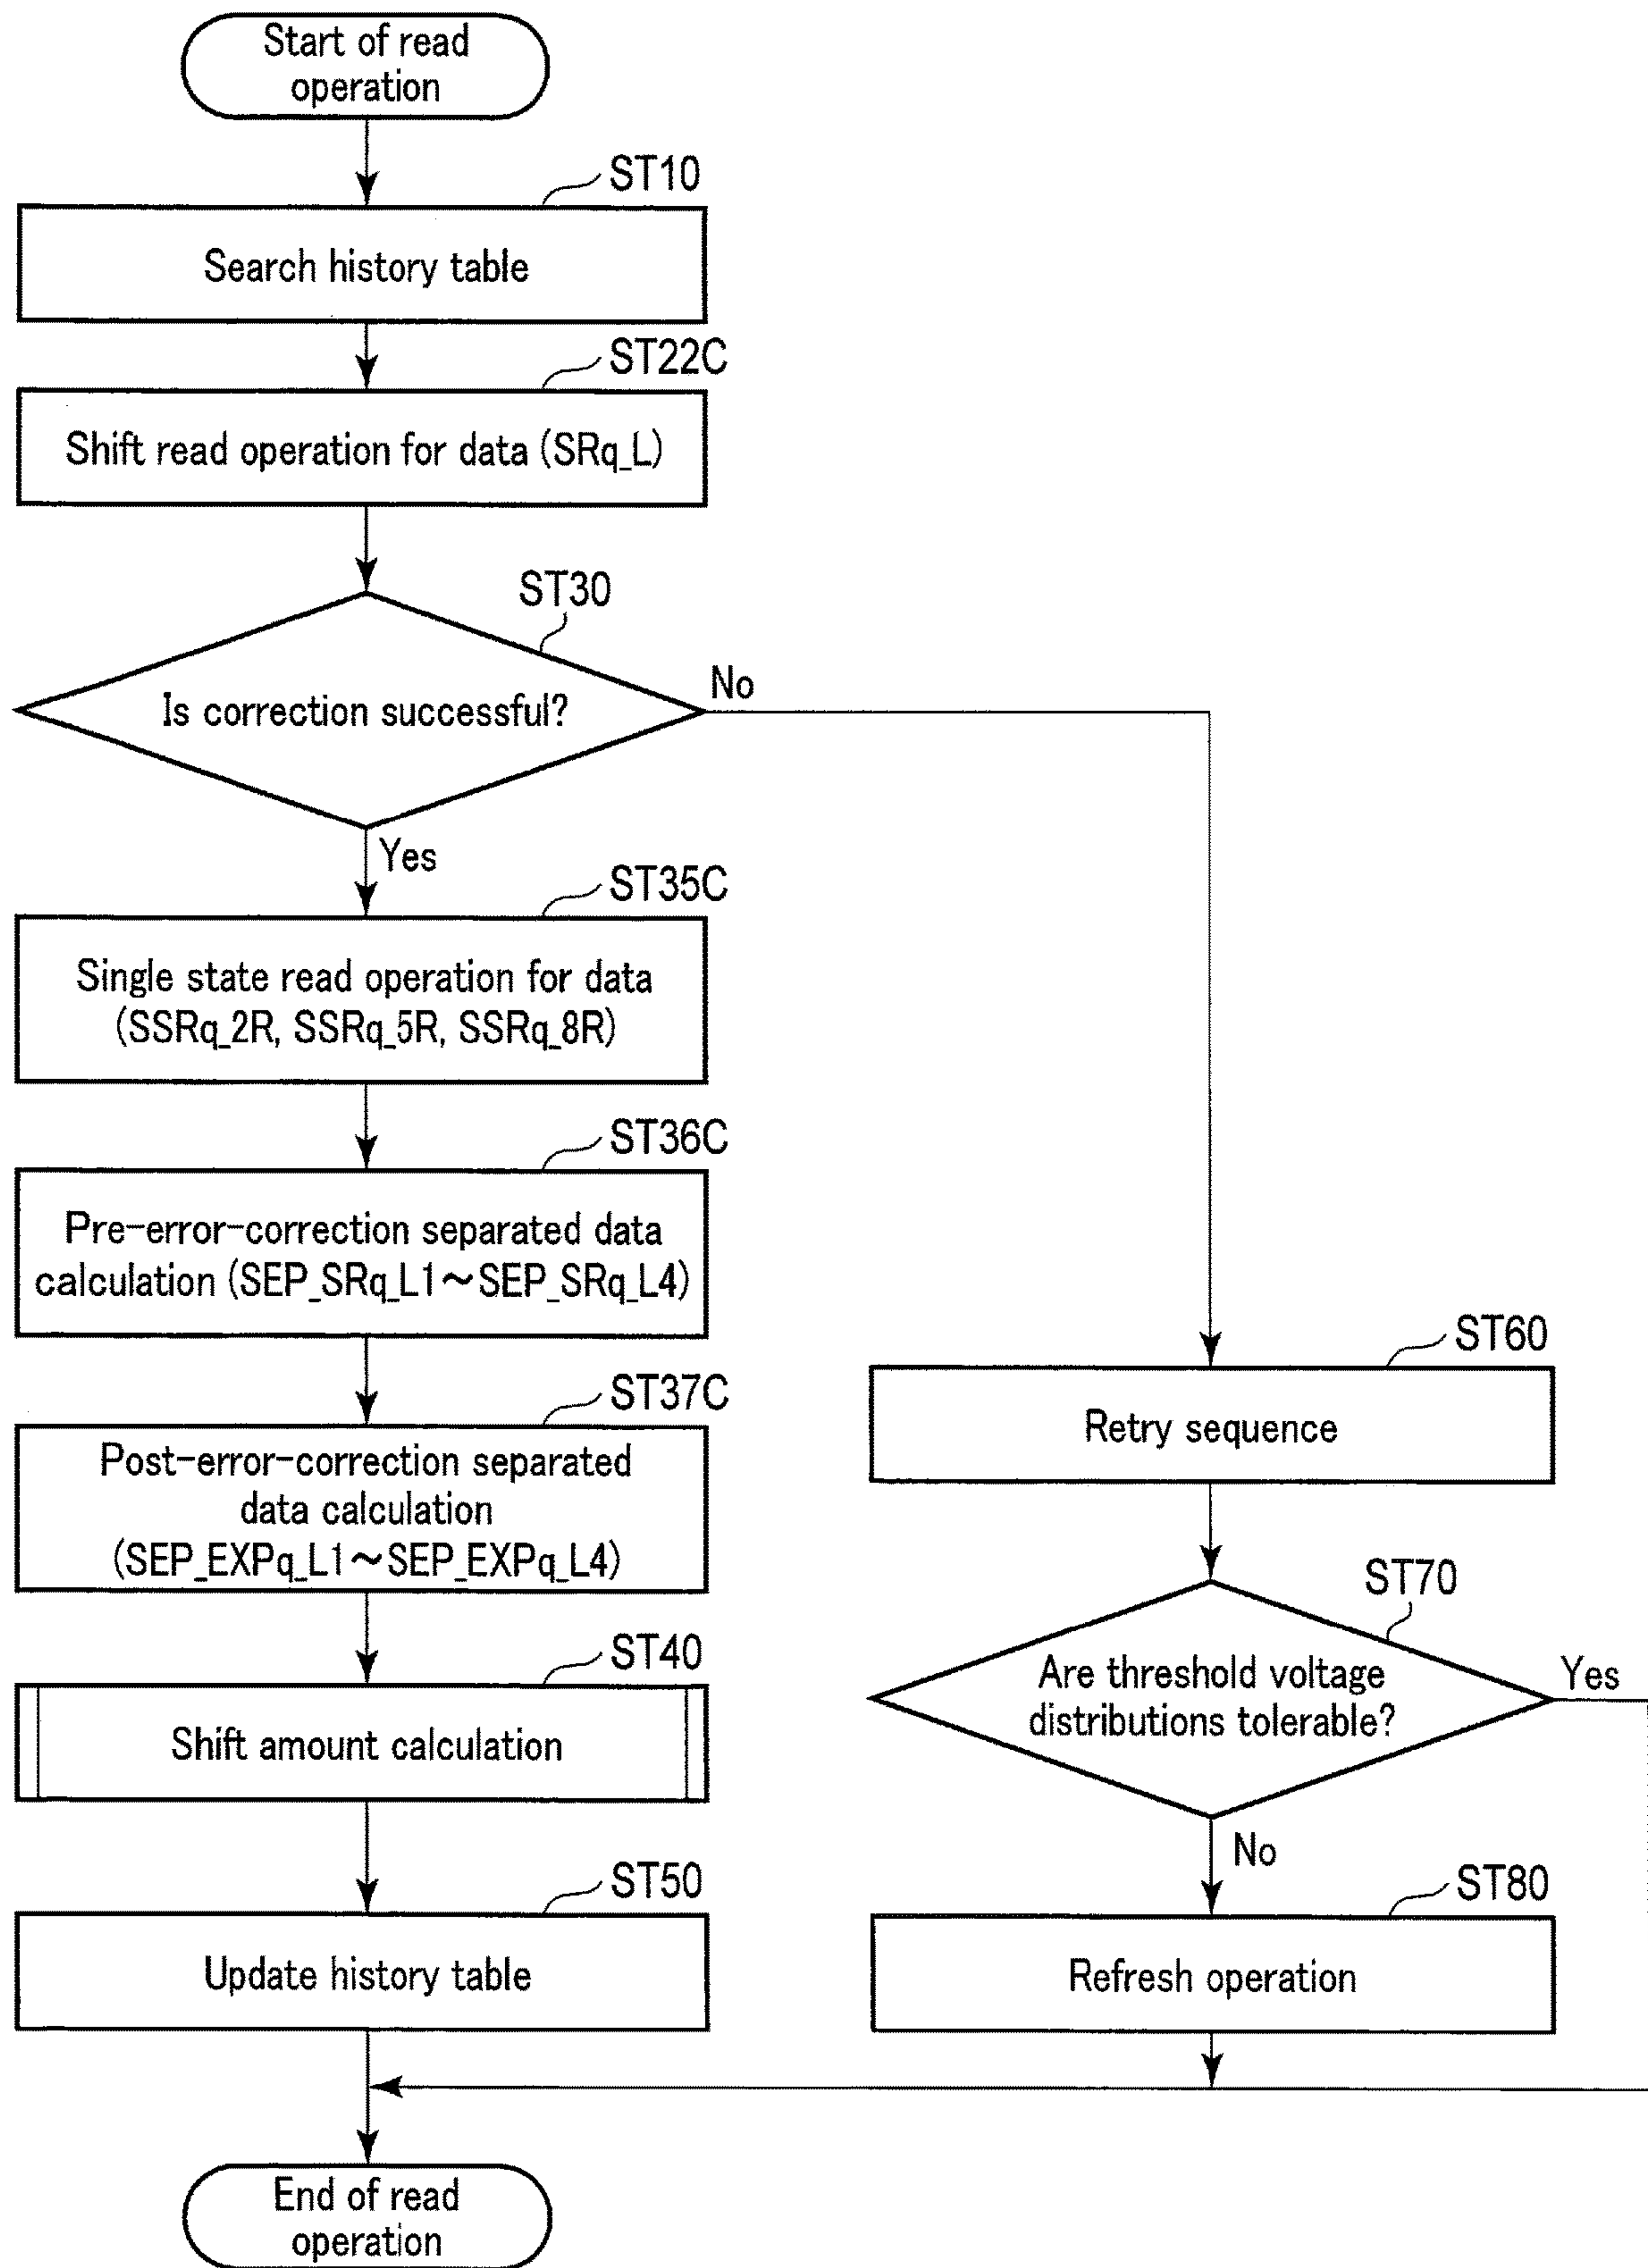 Start of read
operation
ST10
Search history table
ST22C
Shift read operation for data (SRq_L)
ST30
Is correction successful?
No
Yes
ST35C
Single state read operation for data
(SSRq_2R, SSRq_5R, SSRq_8R)
ST36C
Pre-error-correction separated data
calculation (SEP_SRq_L1~SEP_SRq_L4)
ST37C
Post-error-correction separated
data calculation
(SEP_EXPq_L1~SEP_EXPq_L4)
ST40
Shift amount calculation
ST50
Update history table
ST60
Retry sequence
ST70
Are threshold voltage
distributions tolerable?
Yes
No
ST80
Refresh operation
End of read
operation